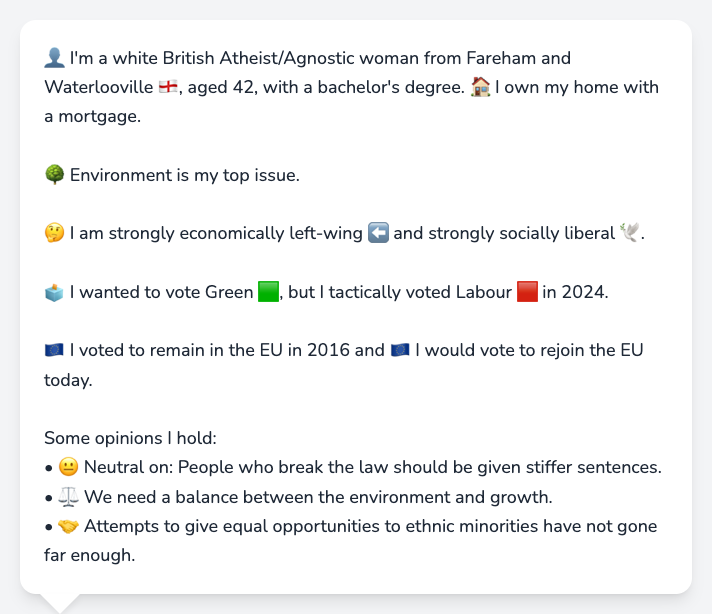 👤 I'm a white British Atheist/Agnostic woman from Fareham and
Waterlooville 🏴󠁧󠁢󠁥󠁮󠁧󠁿, aged 42, with a bachelor's degree. 🏠 I own my home with
a mortgage.
🌳 Environment is my top issue.
🤔 I am strongly economically left-wing ⬅️ and strongly socially liberal 🕊️.
🗳️ I wanted to vote Green 🟩, but I tactically voted Labour 🟥 in 2024.
🇪🇺 I voted to remain in the EU in 2016 and 🇪🇺 I would vote to rejoin the EU
today.
Some opinions I hold:
• 😐 Neutral on: People who break the law should be given stiffer sentences.
• ⚖️ We need a balance between the environment and growth.
• 🤝 Attempts to give equal opportunities to ethnic minorities have not gone
far enough.